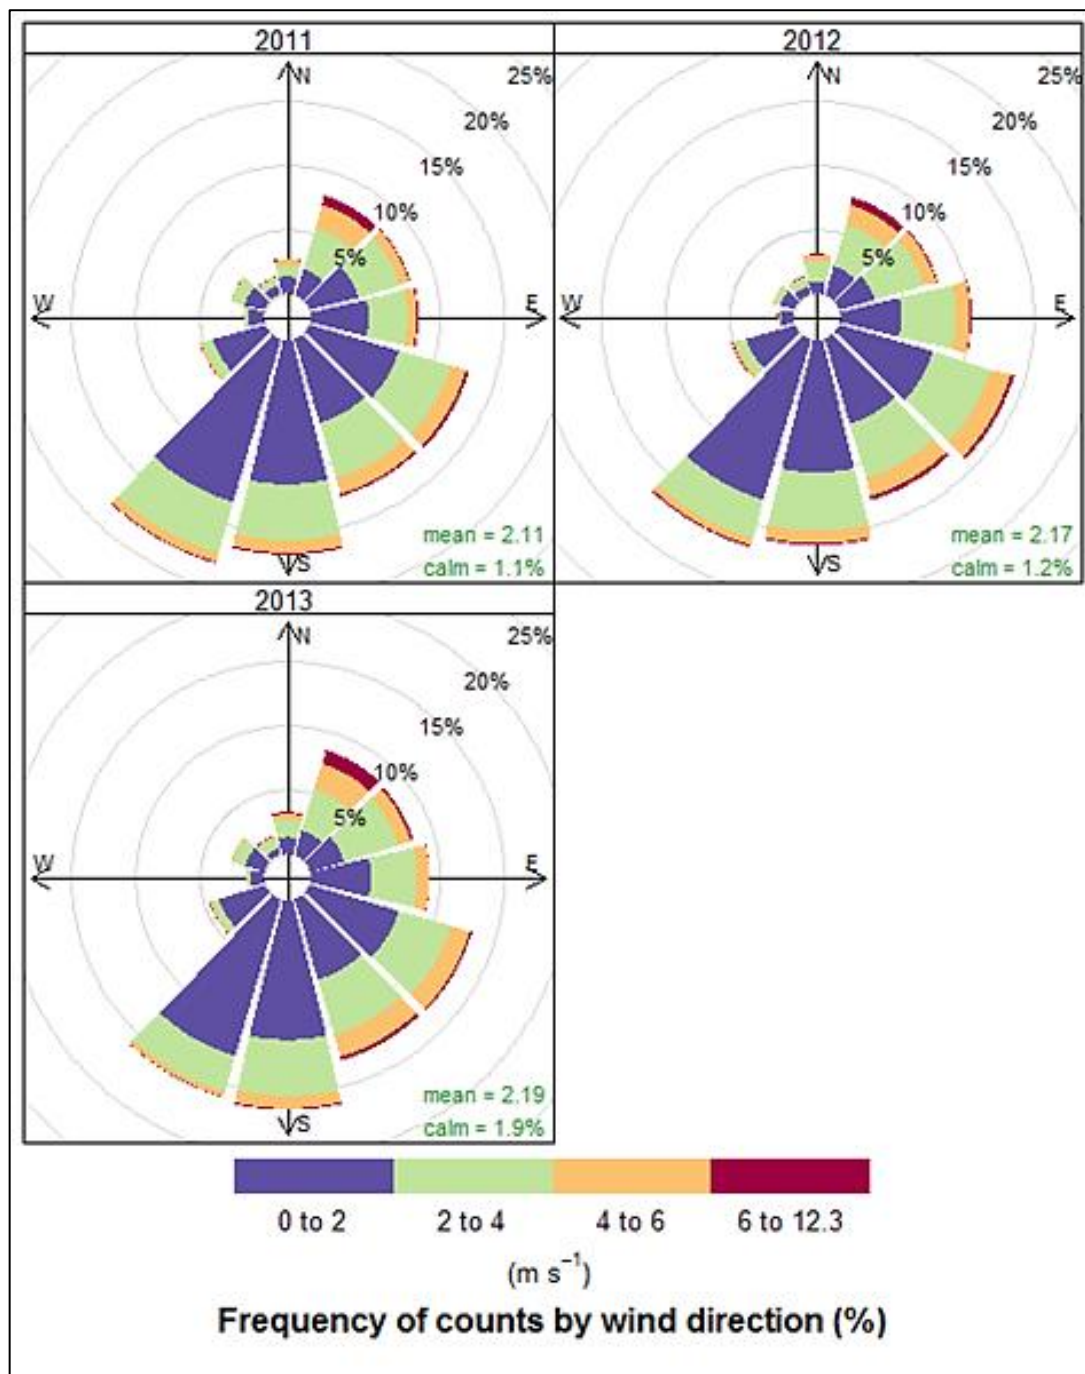 2011
N
25%
20%
15%
10%
5%
W
E
S
mean = 2.11
calm = 1.1%
2012
N
25%
20%
15%
10%
5%
W
E
S
mean = 2.17
calm = 1.2%
2013
N
25%
20%
15%
10%
5%
W
E
S
mean = 2.19
calm = 1.9%
0 to 2 2 to 4 4 to 6 6 to 12.3
(m s⁻¹)
Frequency of counts by wind direction (%)